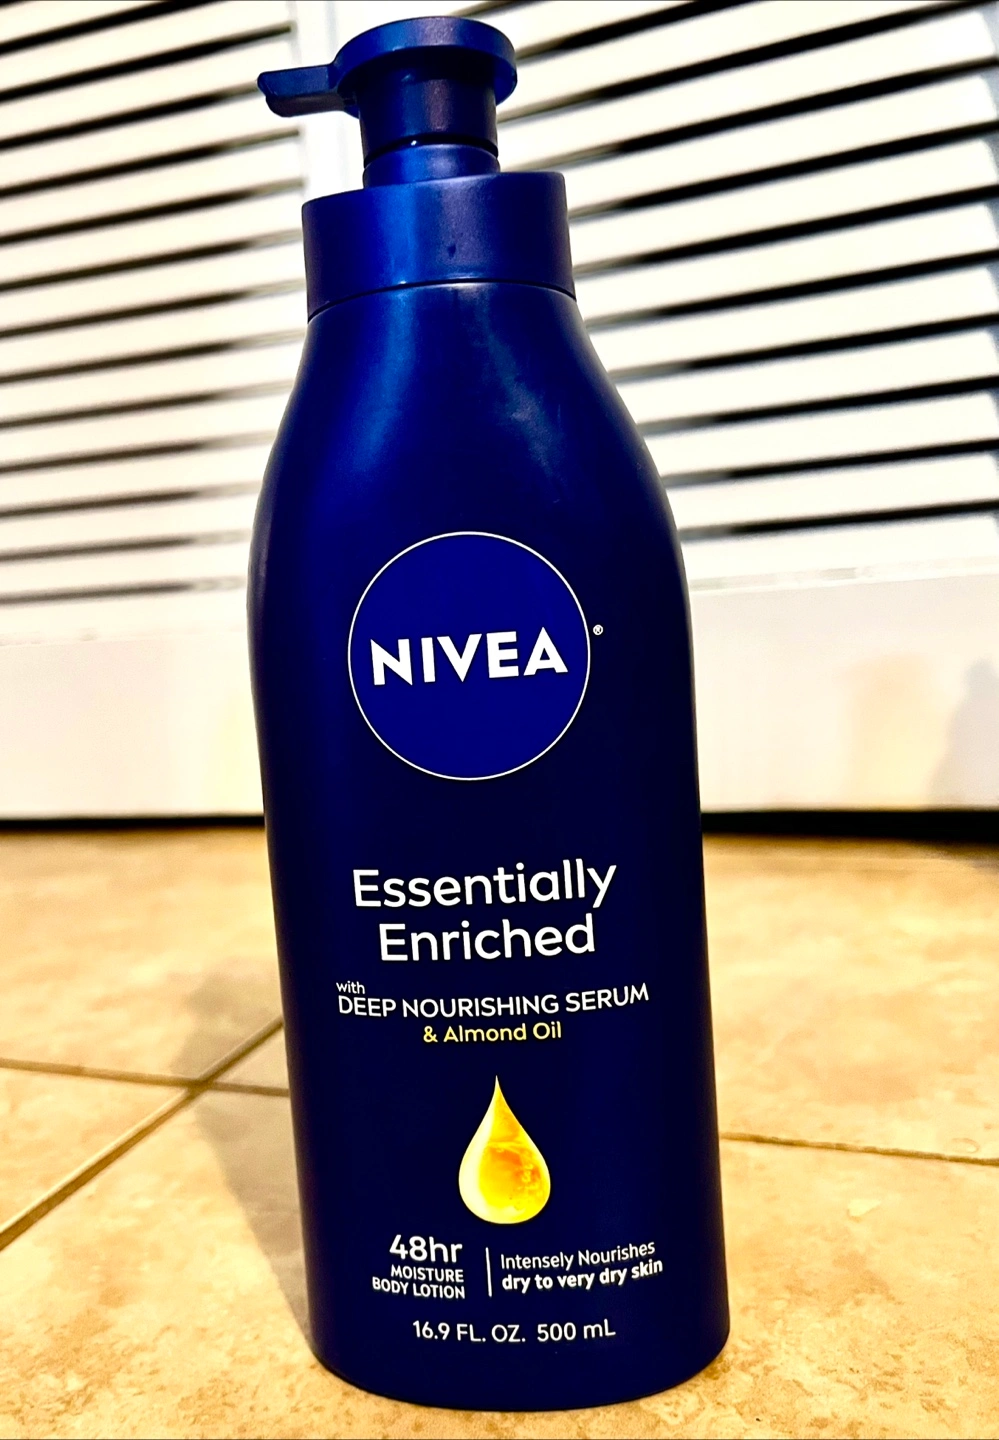 NIVEA®
Essentially
Enriched
with
DEEP NOURISHING SERUM
& Almond Oil
48hr
MOISTURE
BODY LOTION
Intensely Nourishes
dry to very dry skin
16.9 FL. OZ. 500 mL